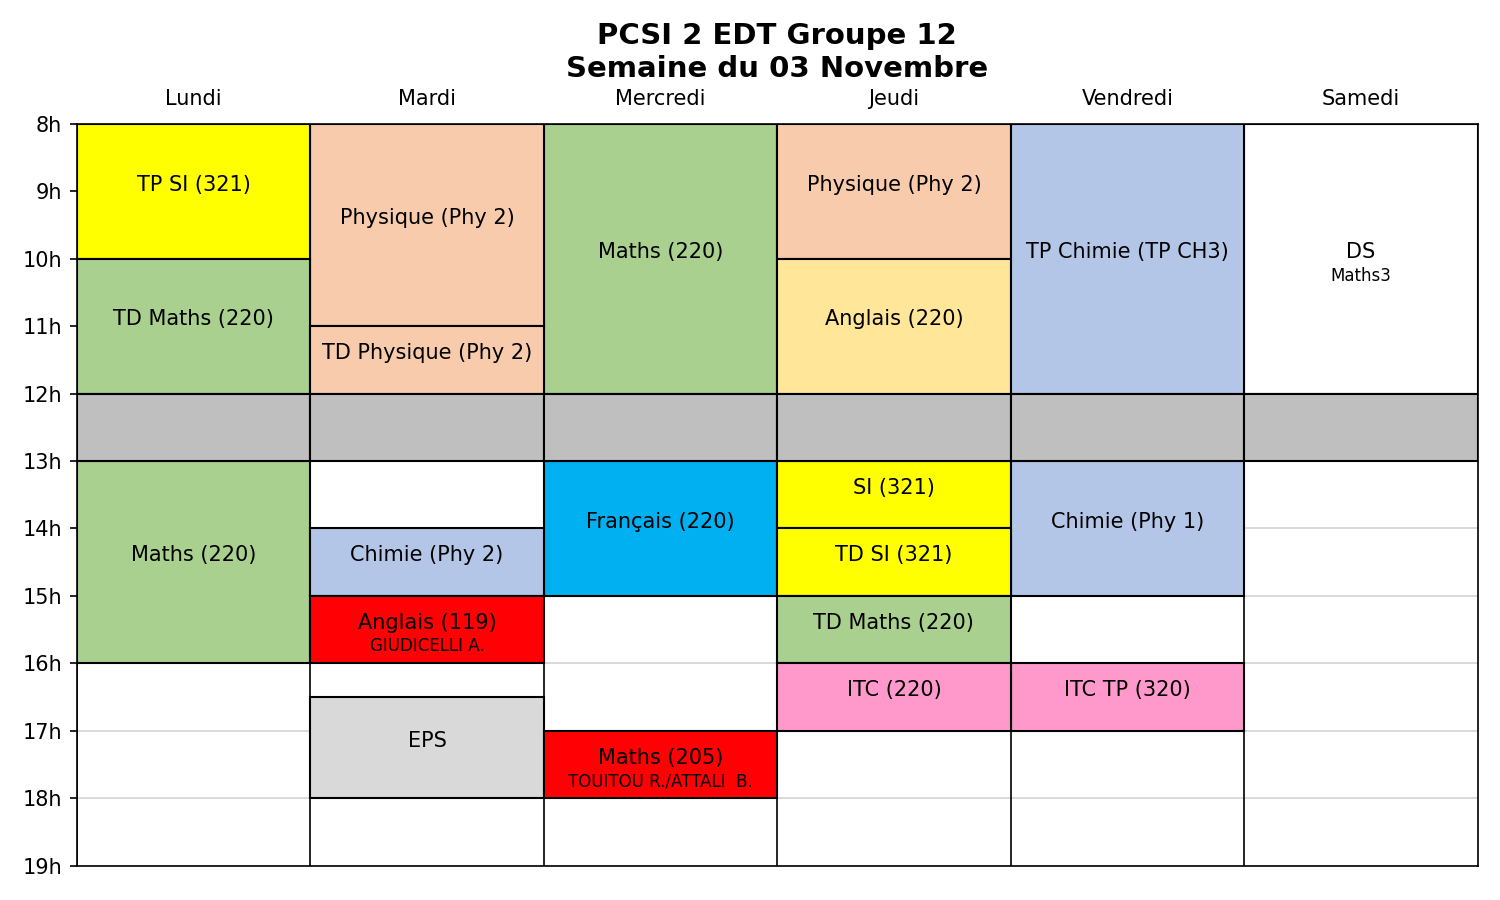 PCSI 2 EDT Groupe 12
Semaine du 03 Novembre
Lundi
Mardi
Mercredi
Jeudi
Vendredi
Samedi
8h
9h
10h
11h
12h
13h
14h
15h
16h
17h
18h
19h
TP SI (321)
TD Maths (220)
Maths (220)
Physique (Phy 2)
TD Physique (Phy 2)
Chimie (Phy 2)
Anglais (119)
GIUDICELLI A.
EPS
Maths (220)
Français (220)
Maths (205)
TOUITOU R./ATTALI  B.
Physique (Phy 2)
Anglais (220)
SI (321)
TD SI (321)
TD Maths (220)
ITC (220)
TP Chimie (TP CH3)
Chimie (Phy 1)
ITC TP (320)
DS
Maths3